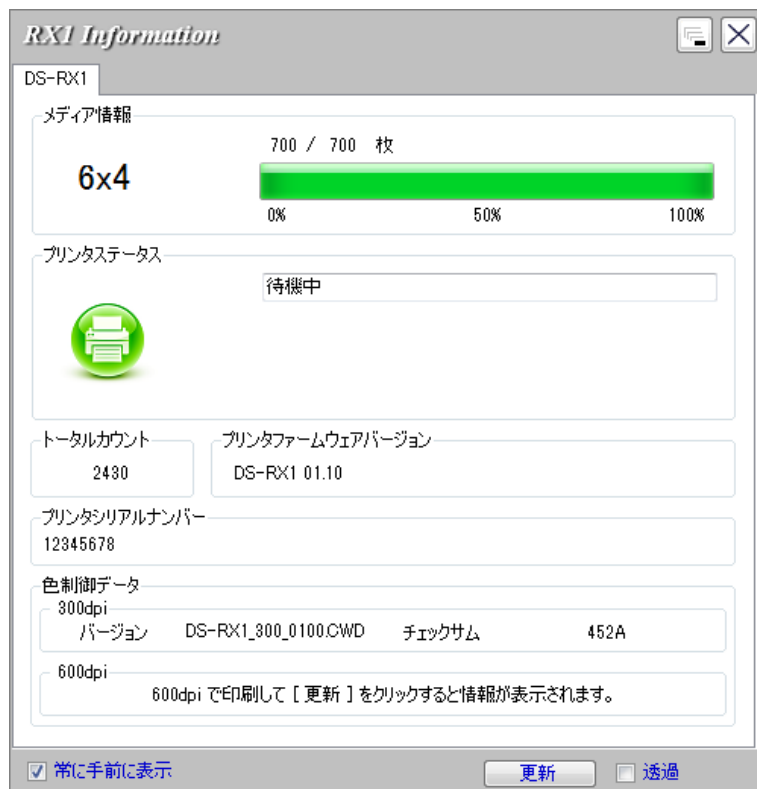 RX1 Information
DS-RX1
メディア情報
700 / 700 枚
6x4
0% 50% 100%
プリンタステータス
待機中
トータルカウント
2430
プリンタファームウェアバージョン
DS-RX1 01.10
プリンタシリアルナンバー
12345678
色制御データ
300dpi
バージョン DS-RX1_300_0100.CWD チェックサム 452A
600dpi
600dpi で印刷して [ 更新 ] をクリックすると情報が表示されます。
常に手前に表示 更新 透過